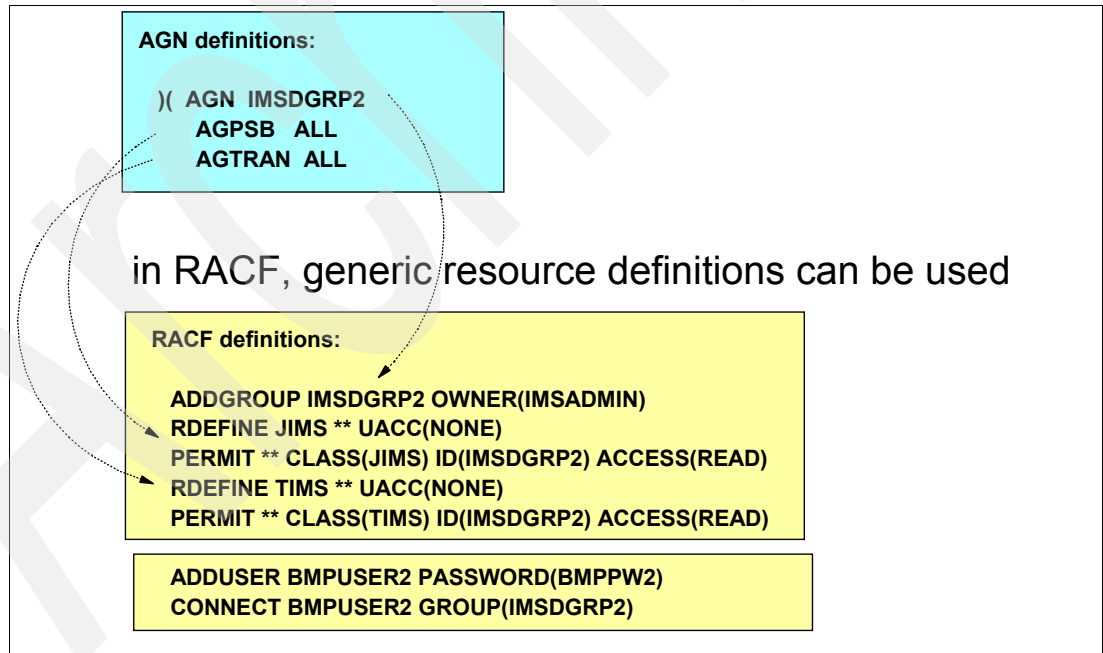 AGN definitions:
)( AGN IMSDGRP2
AGPSB ALL
AGTRAN ALL
in RACF, generic resource definitions can be used
RACF definitions:
ADDGROUP IMSDGRP2 OWNER(IMSADMIN)
RDEFINE JIMS ** UACC(NONE)
PERMIT ** CLASS(JIMS) ID(IMSDGRP2) ACCESS(READ)
RDEFINE TIMS ** UACC(NONE)
PERMIT ** CLASS(TIMS) ID(IMSDGRP2) ACCESS(READ)
ADDUSER BMPUSER2 PASSWORD(BMPPW2)
CONNECT BMPUSER2 GROUP(IMSDGRP2)